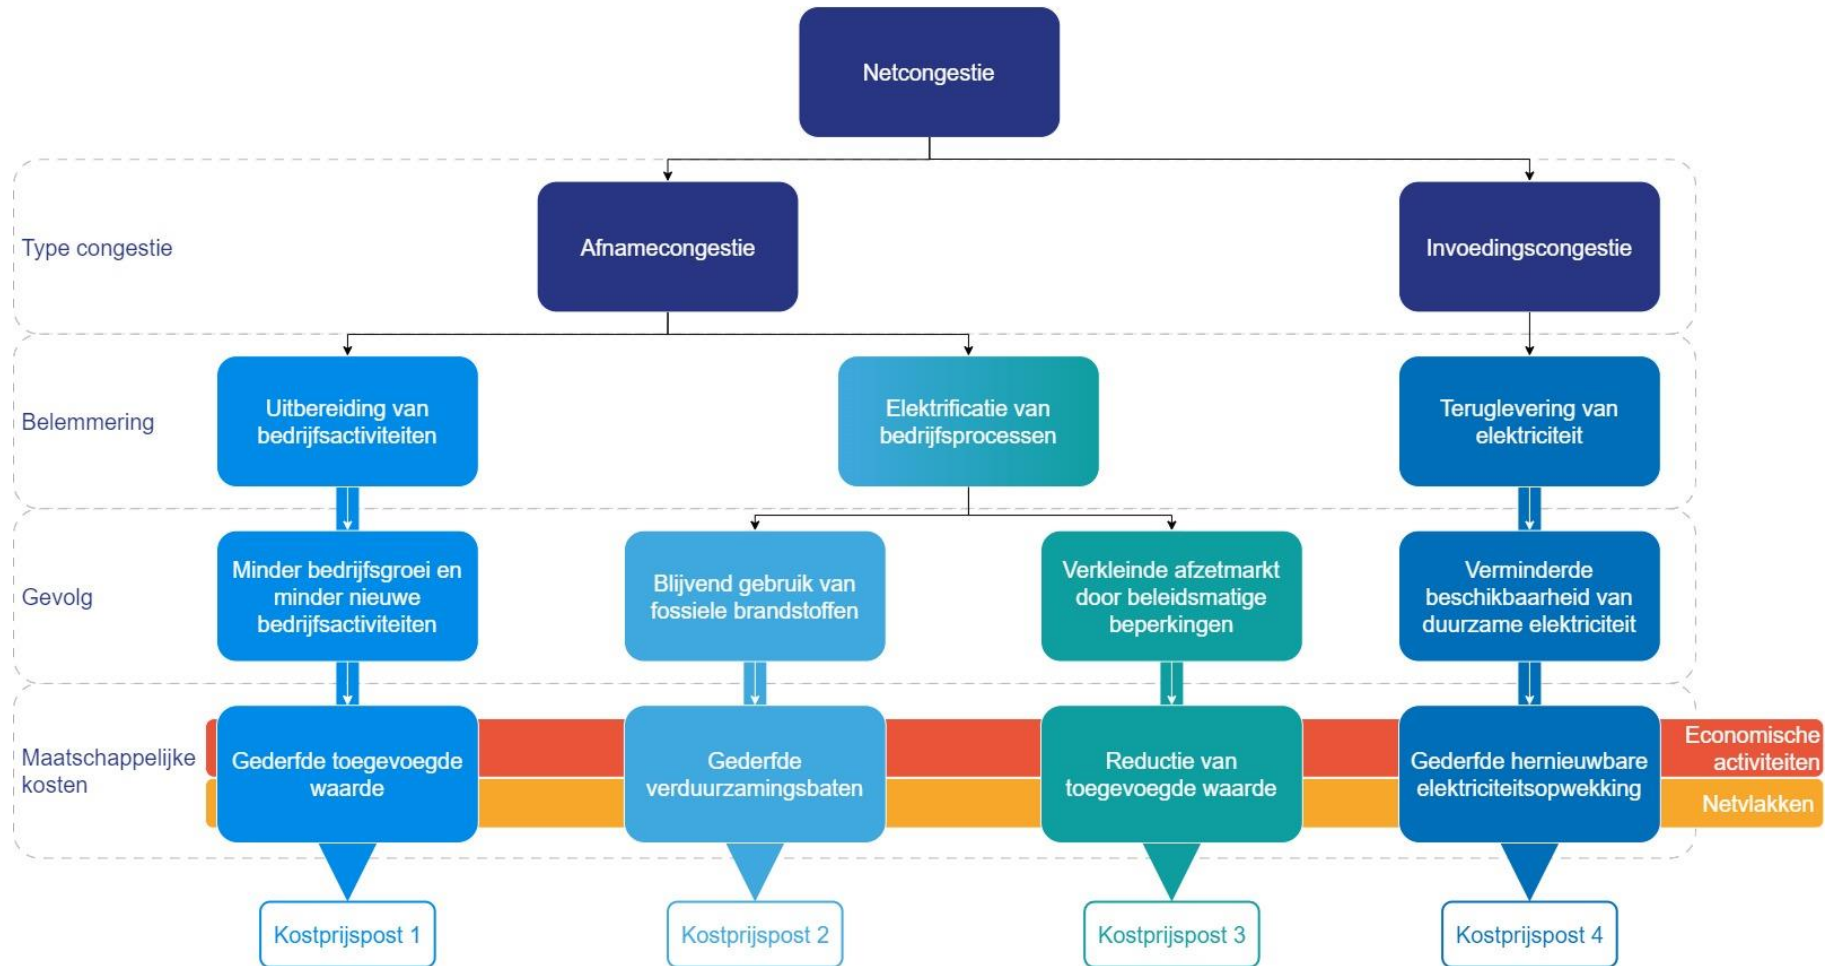 Netcongestie
Type congestie
Afnamecongestie
Invoedingscongestie
Belemmering
Uitbereiding van
bedrijfsactiviteiten
Elektrificatie van
bedrijfsprocessen
Teruglevering van
elektriciteit
Gevolg
Minder bedrijfsgroei en
minder nieuwe
bedrijfsactiviteiten
Blijvend gebruik van
fossiele brandstoffen
Verkleinde afzetmarkt
door beleidsmatige
beperkingen
Verminderde
beschikbaarheid van
duurzame elektriciteit
Maatschappelijke
kosten
Gederfde toegevoegde
waarde
Gederfde
verduurzamingsbaten
Reductie van
toegevoegde waarde
Gederfde hernieuwbare
elektriciteitsopwekking
Economische
activiteiten
Netvlakken
Kostprijspost 1
Kostprijspost 2
Kostprijspost 3
Kostprijspost 4